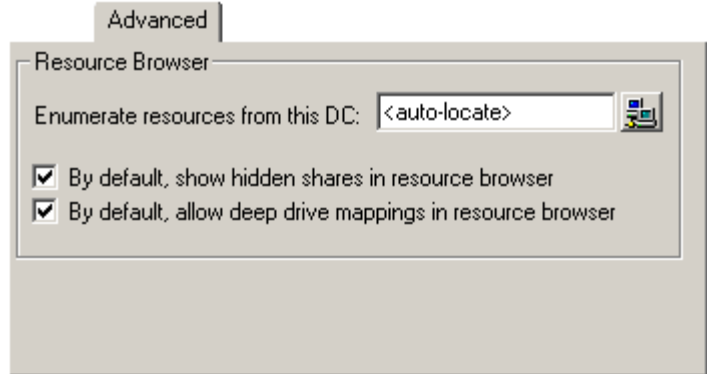 Advanced
Resource Browser
Enumerate resources from this DC: <auto-locate>
By default, show hidden shares in resource browser
By default, allow deep drive mappings in resource browser